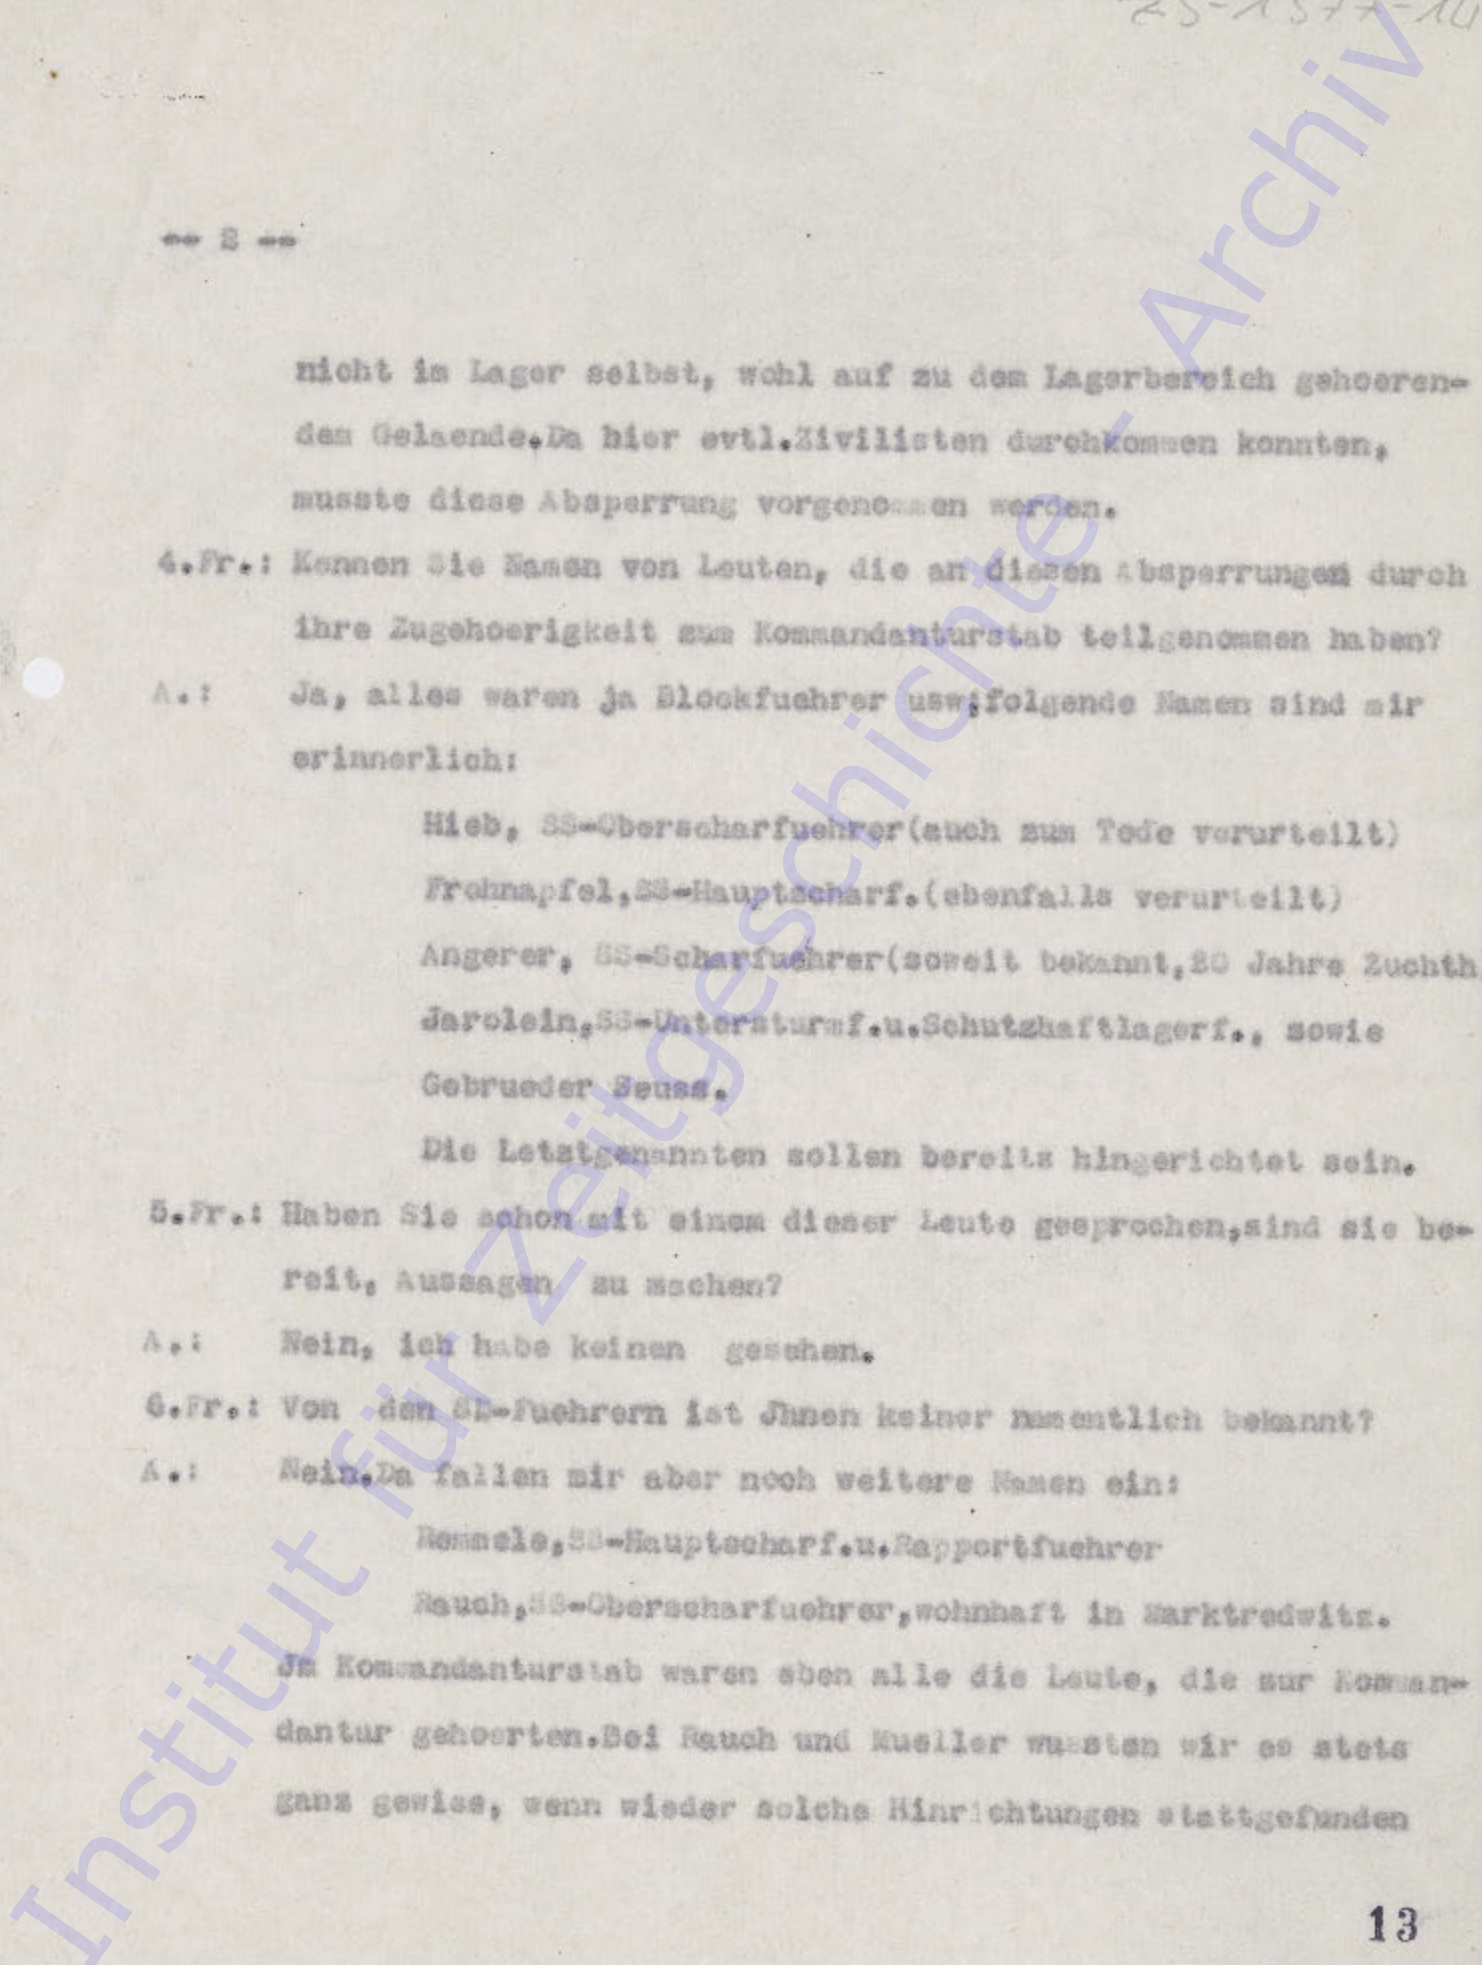 ZS-1577-14
-- 2 --
nicht im Lager selbst, wohl auf zu dem Lagerbereich gehoeren-
dem Gelaende.Da hier evtl.Zivilisten durchkommen konnten,
musste diese Absperrung vorgenommen werden.
4.Fr.: Kennen Sie Namen von Leuten, die an diesen Absperrungen durch
ihre Zugehoerigkeit zum Kommandanturstab teilgenommen haben?
A.: Ja, alles waren ja Blockfuehrer usw;folgende Namen sind mir
erinnerlich:
Hieb, SS-Oberscharfuehrer(auch zum Tode verurteilt)
Frohnapfel,SS-Hauptscharf.(ebenfalls verurteilt)
Angerer, SS-Scharfuehrer(soweit bekannt,20 Jahre Zuchth
Jarolein,SS-Untersturmf.u.Schutzhaftlagerf., sowie
Gebrueder Seuss.
Die Letztgenannten sollen bereits hingerichtet sein.
5.Fr.: Haben Sie schon mit einem dieser Leute gesprochen,sind sie be-
reit, Aussagen zu machen?
A.: Nein, ich habe keinen gesehen.
6.Fr.: Von den SD-Fuehrern ist Jhnen keiner namentlich bekannt?
A.: Nein.Da fallen mir aber noch weitere Namen ein:
Remmele,SS-Hauptscharf.u.Rapportfuehrer
Rauch,SS-Oberscharfuehrer,wohnhaft in Marktredwitz.
Jm Kommandanturstab waren eben alle die Leute, die zur Komman-
dantur gehoerten.Bei Rauch und Mueller wussten wir es stets
ganz gewiss, wenn wieder solche Hinrichtungen stattgefunden
13
Institut für Zeitgeschichte - Archiv